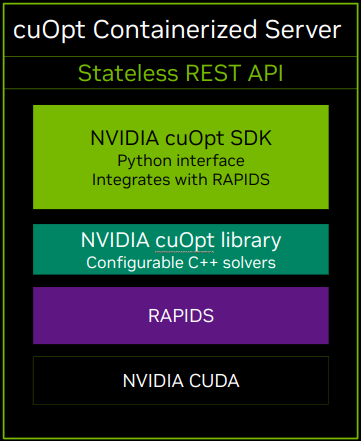 cuOpt Containerized Server
Stateless REST API
NVIDIA cuOpt SDK
Python interface
Integrates with RAPIDS
NVIDIA cuOpt library
Configurable C++ solvers
RAPIDS
NVIDIA CUDA